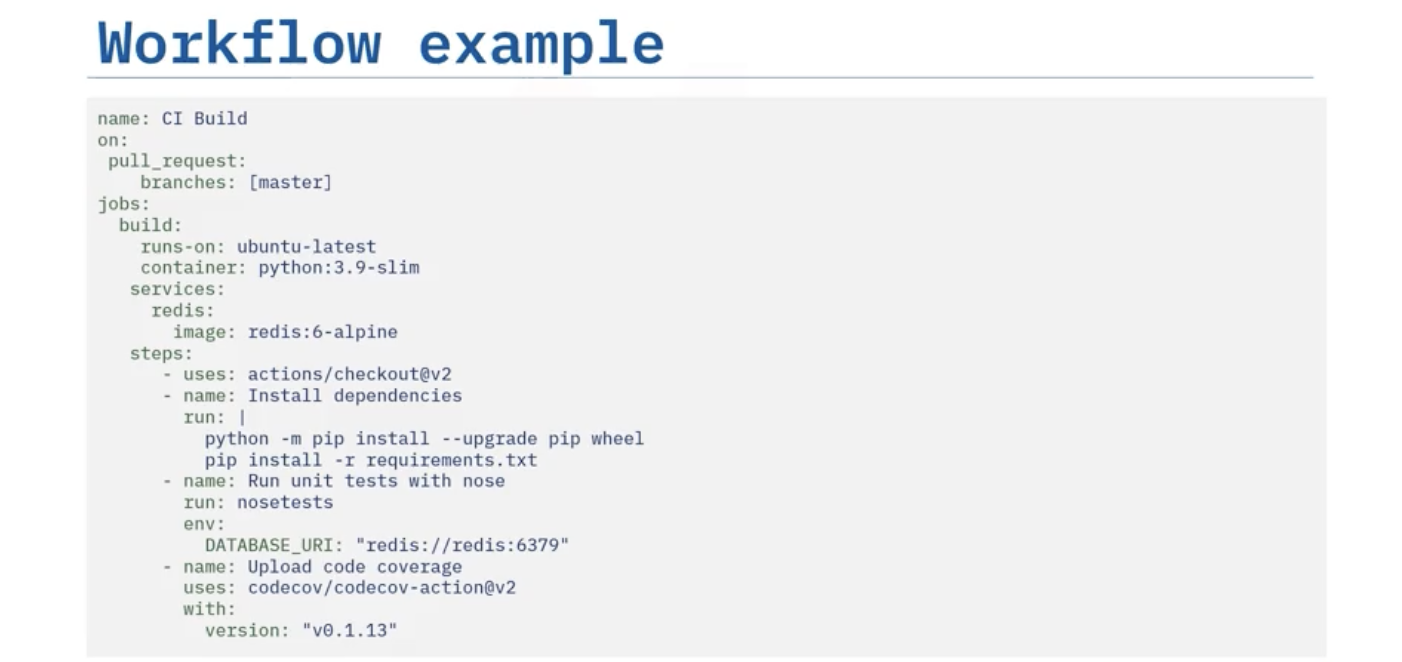 Workflow example
name: CI Build
on:
 pull_request:
    branches: [master]
jobs:
  build:
    runs-on: ubuntu-latest
    container: python:3.9-slim
   services:
     redis:
       image: redis:6-alpine
   steps:
      - uses: actions/checkout@v2
      - name: Install dependencies
        run: |
          python -m pip install --upgrade pip wheel
          pip install -r requirements.txt
      - name: Run unit tests with nose
        run: nosetests
        env:
          DATABASE_URI: "redis://redis:6379"
      - name: Upload code coverage
        uses: codecov/codecov-action@v2
        with:
          version: "v0.1.13"